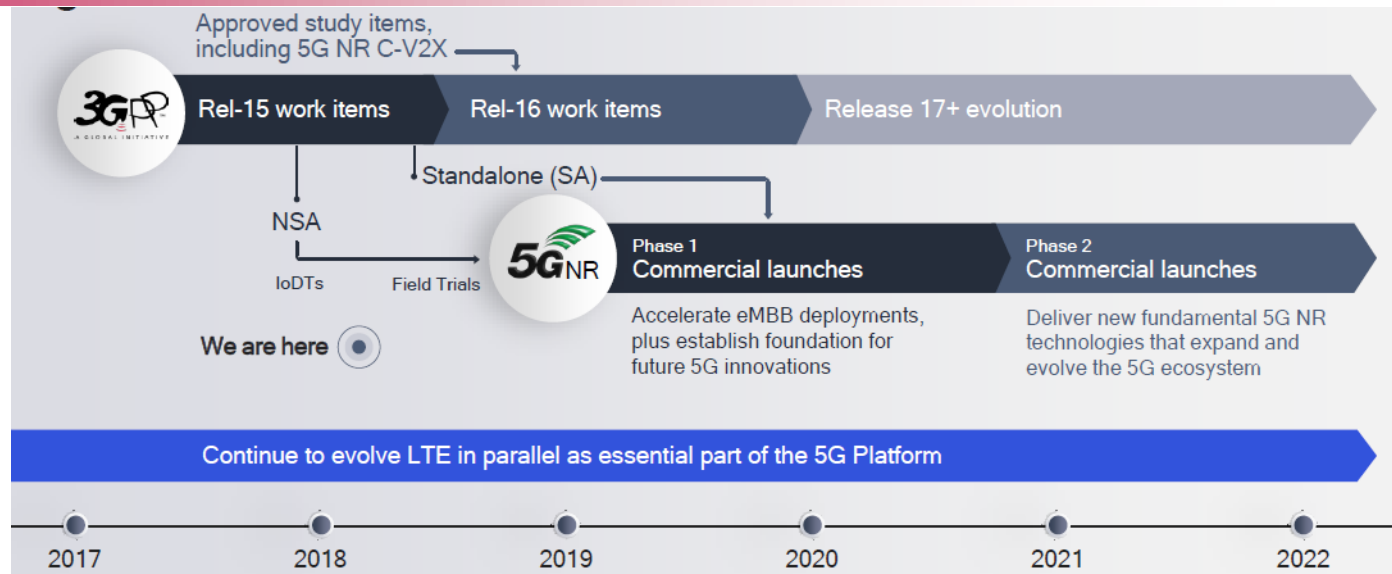 Approved study items,
including 5G NR C-V2X
3GPP
A GLOBAL INITIATIVE
Rel-15 work items
Rel-16 work items
Release 17+ evolution
Standalone (SA)
NSA
IoDTs
Field Trials
5G NR
Phase 1
Commercial launches
Accelerate eMBB deployments,
plus establish foundation for
future 5G innovations
Phase 2
Commercial launches
Deliver new fundamental 5G NR
technologies that expand and
evolve the 5G ecosystem
We are here
Continue to evolve LTE in parallel as essential part of the 5G Platform
2017 2018 2019 2020 2021 2022